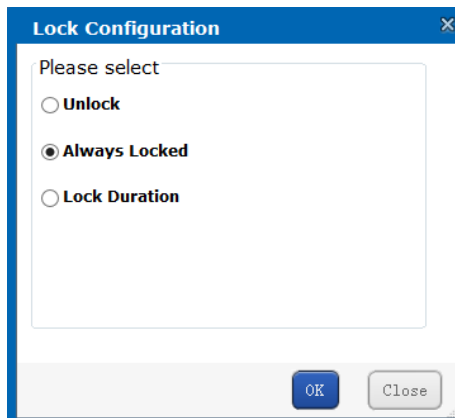 Lock Configuration
Please select
Unlock
Always Locked
Lock Duration
OK
Close